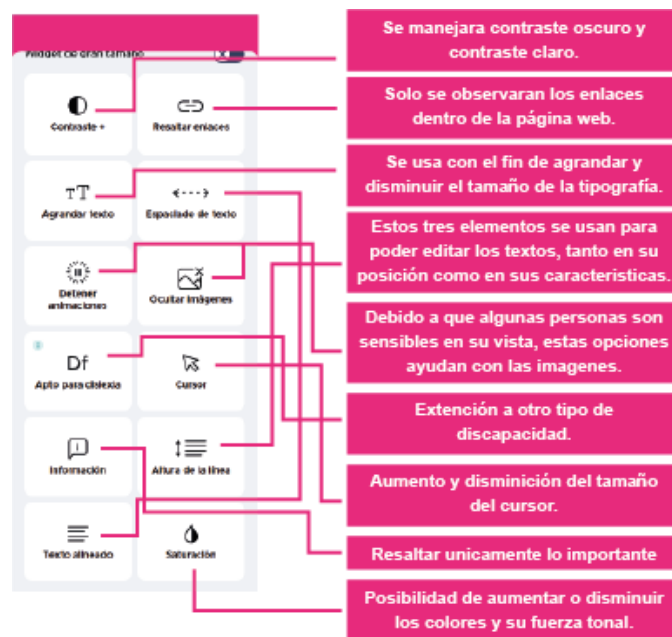 Widget de gran tamaño
Contraste +
Resaltar enlaces
Agrandar texto
Espaciado de texto
Detener
animaciones
Ocultar imágenes
Df
Apto para dislexia
Cursor
Información
Altura de la línea
Texto alineado
Saturación
Se manejara contraste oscuro y
contraste claro.
Solo se observaran los enlaces
dentro de la página web.
Se usa con el fin de agrandar y
disminuir el tamaño de la tipografía.
Estos tres elementos se usan para
poder editar los textos, tanto en su
posición como en sus caracteristicas.
Debido a que algunas personas son
sensibles en su vista, estas opciones
ayudan con las imagenes.
Extención a otro tipo de
discapacidad.
Aumento y disminición del tamaño
del cursor.
Resaltar unicamente lo importante
Posibilidad de aumentar o disminuir
los colores y su fuerza tonal.